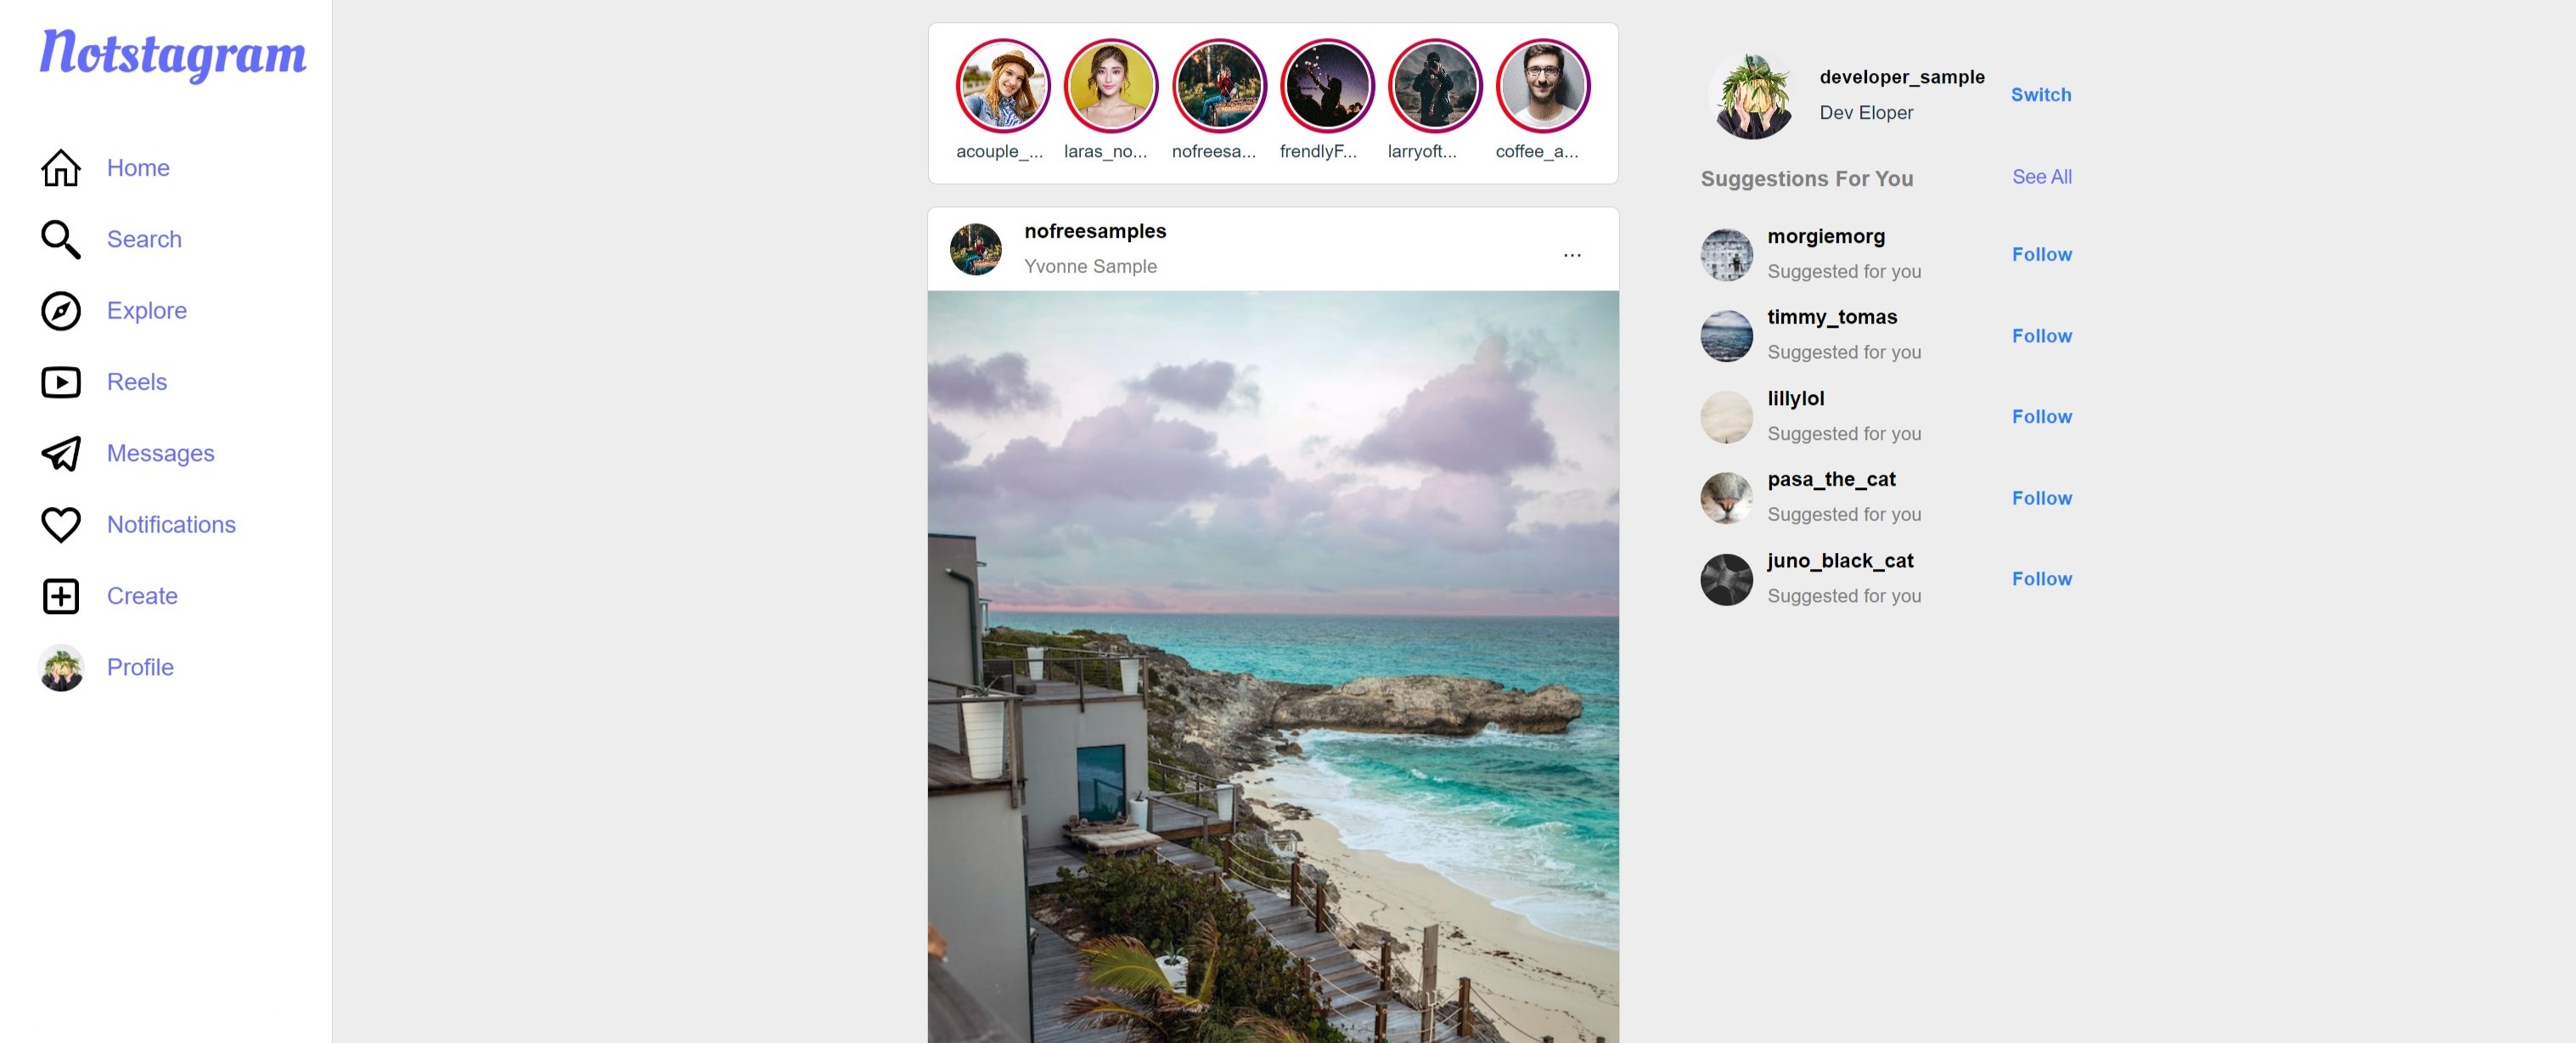 Notstagram
Home
Search
Explore
Reels
Messages
Notifications
Create
Profile
acouple_... laras_no... nofreesa... frendlyF... larryoft... coffee_a...
nofreesamples
Yvonne Sample
...
developer_sample
Dev Eloper
Switch
Suggestions For You
See All
morgiemorg
Suggested for you
Follow
timmy_tomas
Suggested for you
Follow
lillylol
Suggested for you
Follow
pasa_the_cat
Suggested for you
Follow
juno_black_cat
Suggested for you
Follow